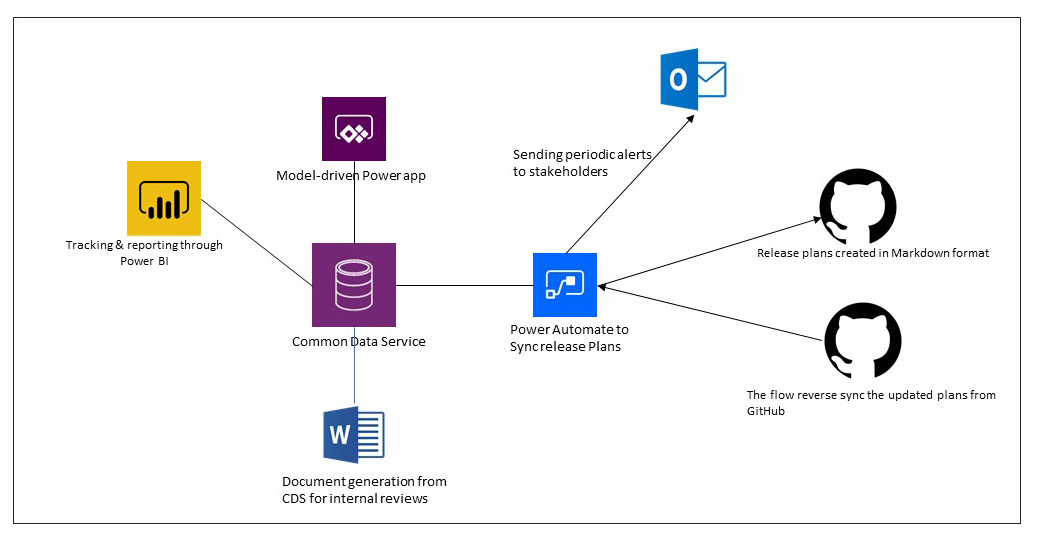 Sending periodic alerts
to stakeholders
Model-driven Power app
Tracking & reporting through
Power BI
Release plans created in Markdown format
Common Data Service
Power Automate to
Sync release Plans
The flow reverse sync the updated plans from
GitHub
W
Document generation from
CDS for internal reviews
O